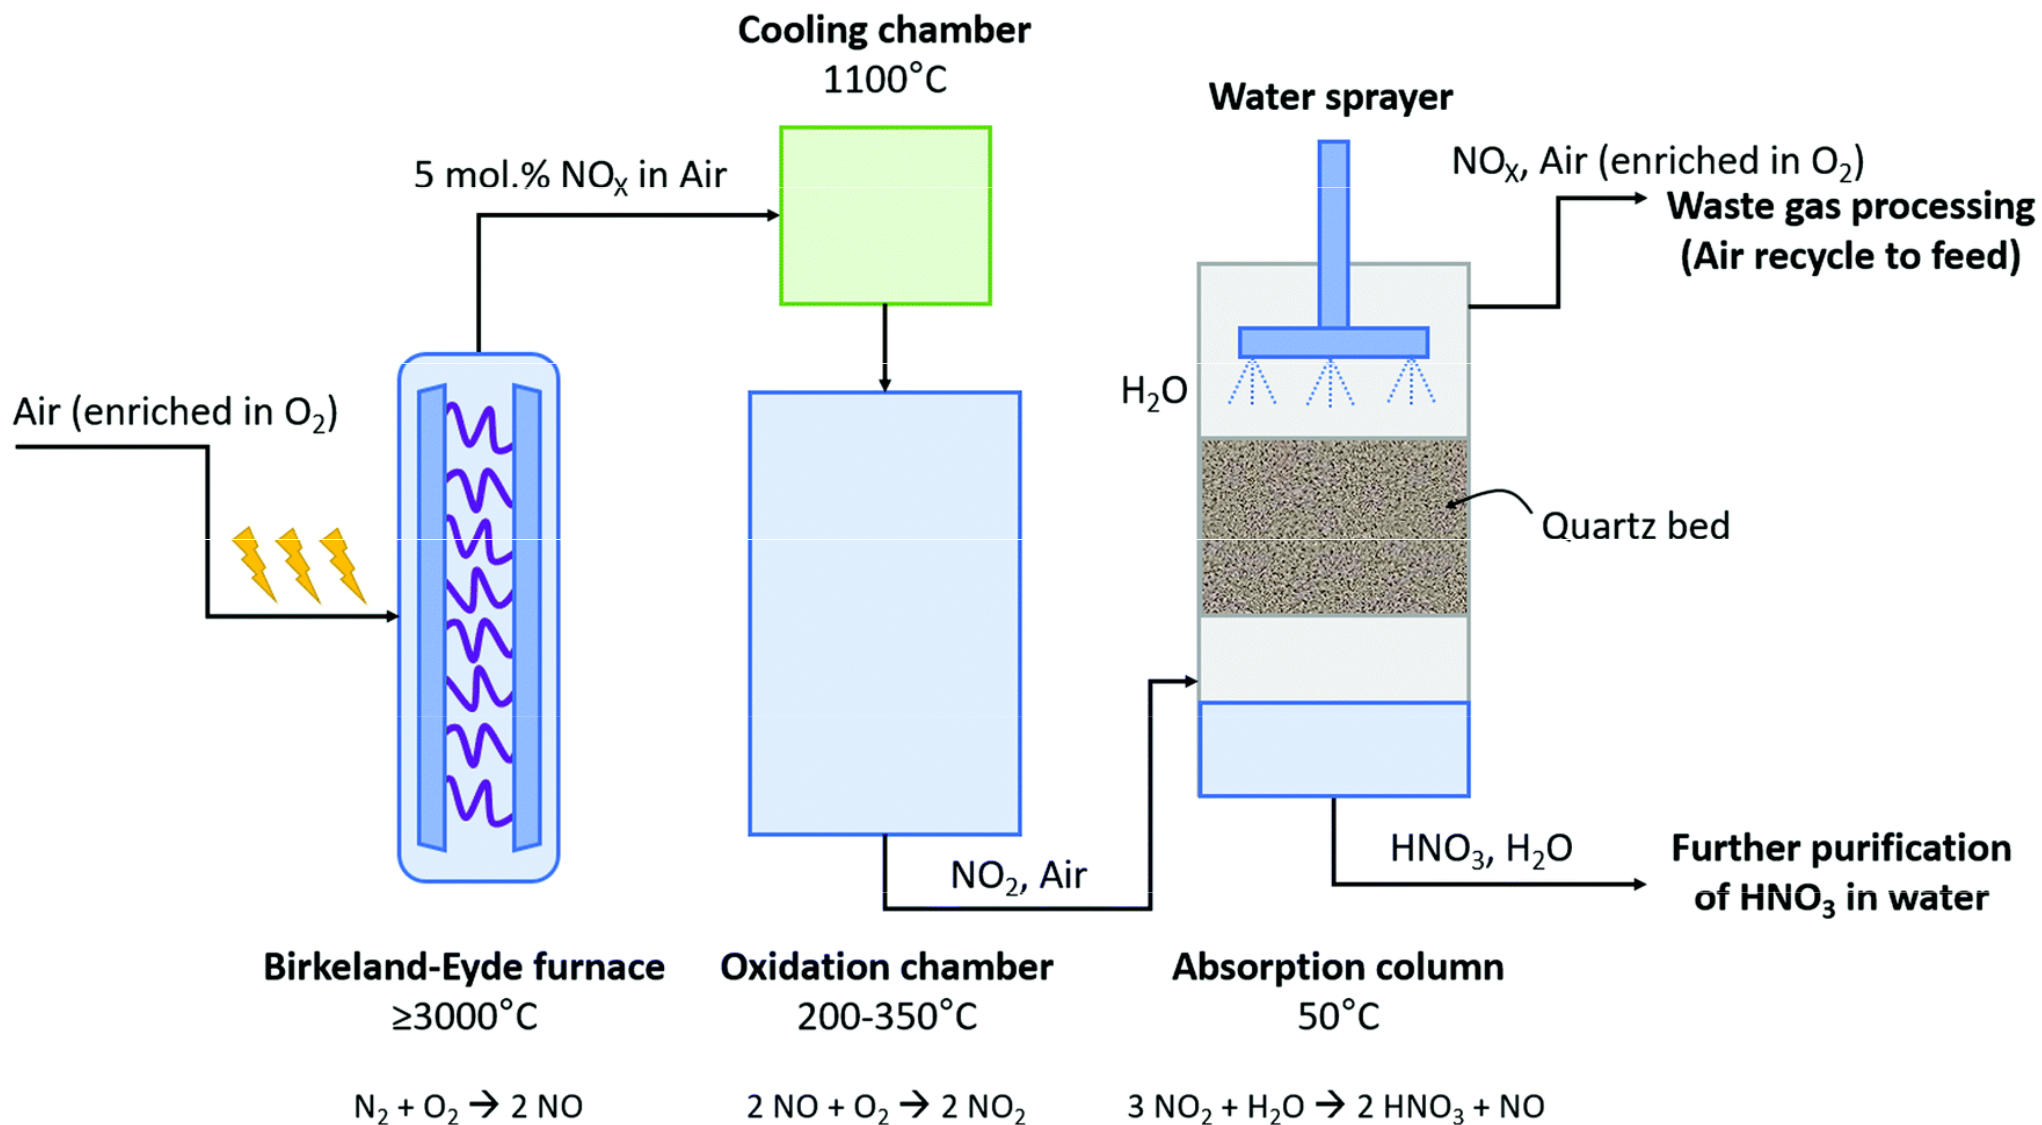 Cooling chamber
1100°C
Water sprayer
5 mol.% NOX in Air
NOX, Air (enriched in O2)
Waste gas processing
(Air recycle to feed)
Air (enriched in O2)
H2O
Quartz bed
NO2, Air
HNO3, H2O
Further purification
of HNO3 in water
Birkeland-Eyde furnace
≥3000°C
Oxidation chamber
200-350°C
Absorption column
50°C
N2 + O2 → 2 NO
2 NO + O2 → 2 NO2
3 NO2 + H2O → 2 HNO3 + NO